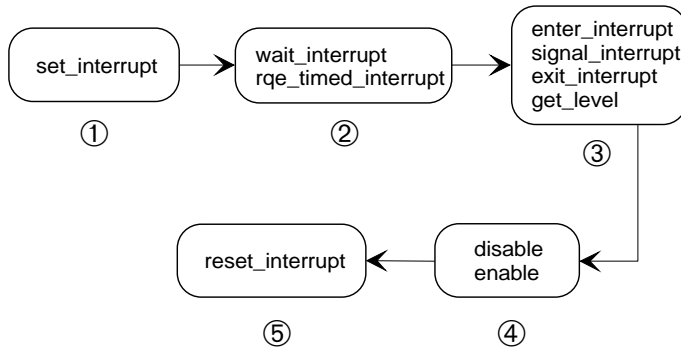 set_interrupt
①
wait_interrupt
rqe_timed_interrupt
②
enter_interrupt
signal_interrupt
exit_interrupt
get_level
③
disable
enable
④
reset_interrupt
⑤